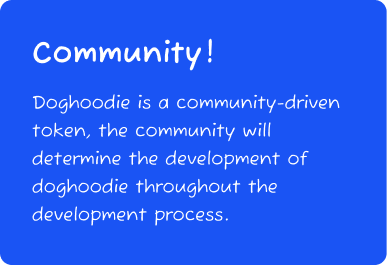 Community!
Doghoodie is a community-driven
token, the community will
determine the development of
doghoodie throughout the
development process.